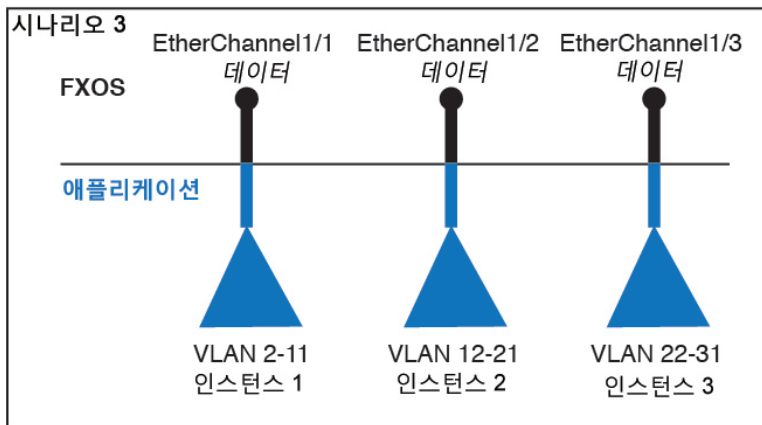 시나리오 3
EtherChannel1/1 EtherChannel1/2 EtherChannel1/3
데이터 데이터 데이터
FXOS
애플리케이션
VLAN 2-11 VLAN 12-21 VLAN 22-31
인스턴스 1 인스턴스 2 인스턴스 3